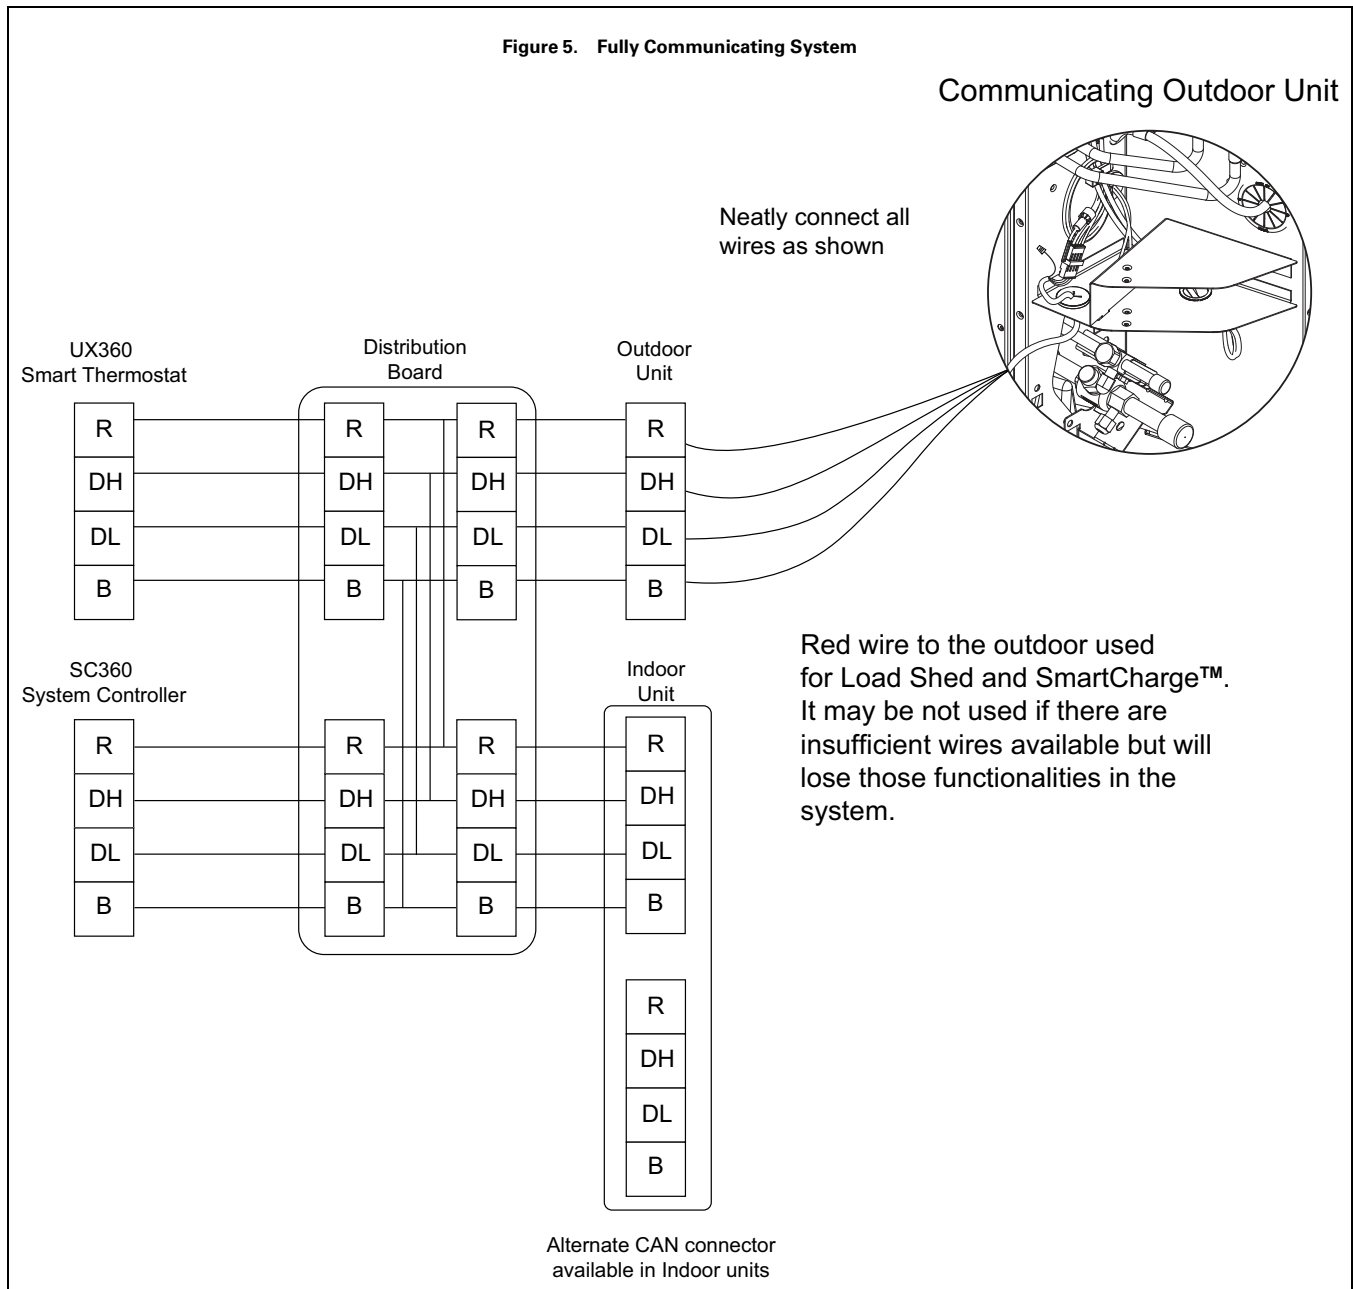 Figure 5. Fully Communicating System
Communicating Outdoor Unit
Neatly connect all
wires as shown
UX360
Smart Thermostat
Distribution
Board
Outdoor
Unit
R
R
R
R
DH
DH
DH
DH
DL
DL
DL
DL
B
B
B
B
Red wire to the outdoor used
for Load Shed and SmartCharge™.
It may be not used if there are
insufficient wires available but will
lose those functionalities in the
system.
SC360
System Controller
Indoor
Unit
R
R
R
R
DH
DH
DH
DH
DL
DL
DL
DL
B
B
B
B
R
DH
DL
B
Alternate CAN connector
available in Indoor units